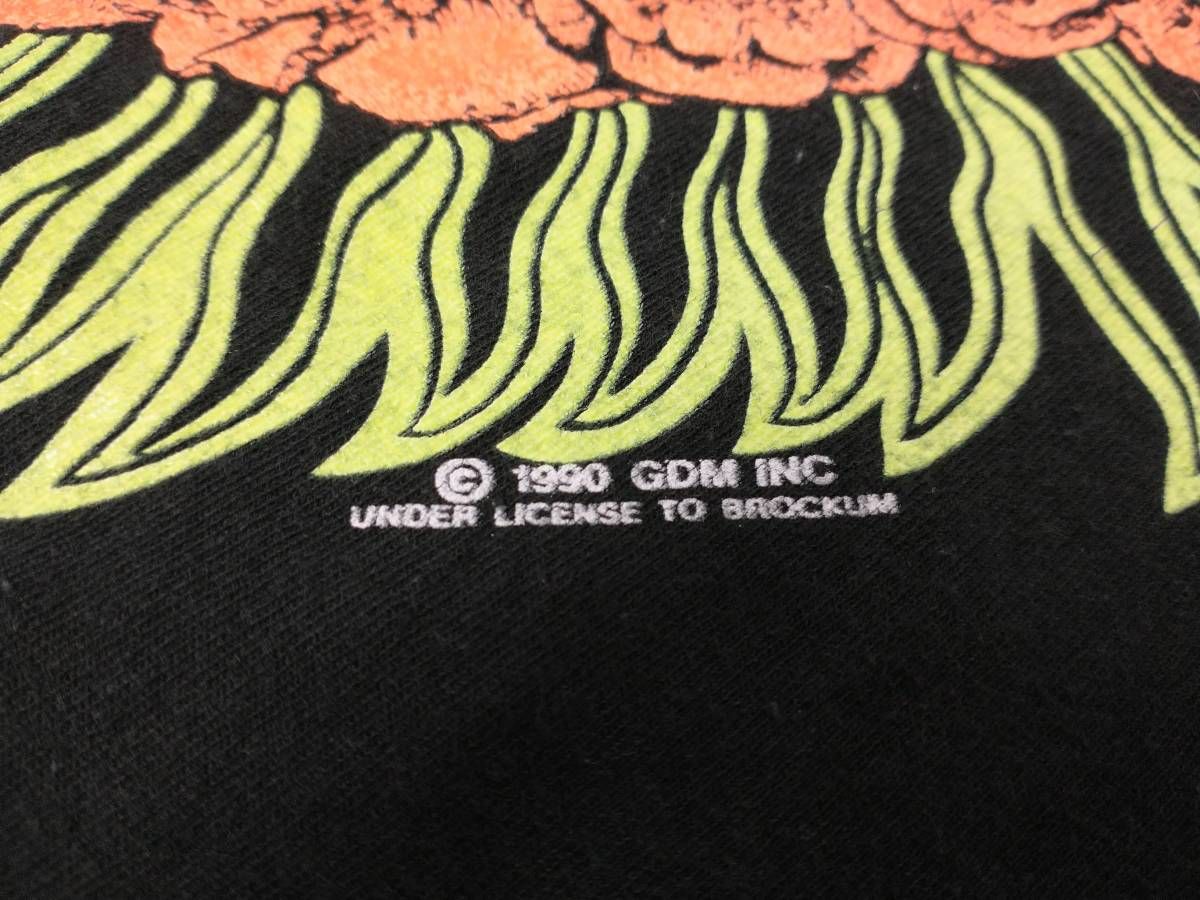 © 1990 GDM INC
UNDER LICENSE TO BROCKUM